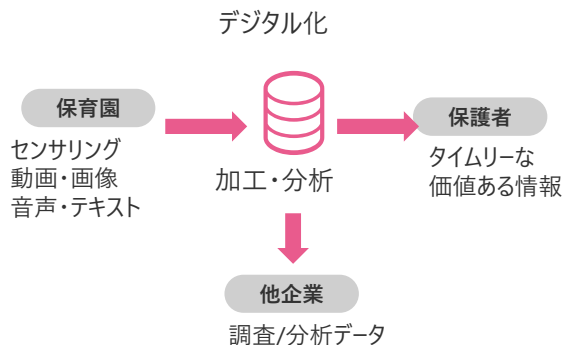 デジタル化
保育園
センサリング
動画・画像
音声・テキスト
加工・分析
保護者
タイムリーな
価値ある情報
他企業
調査/分析データ